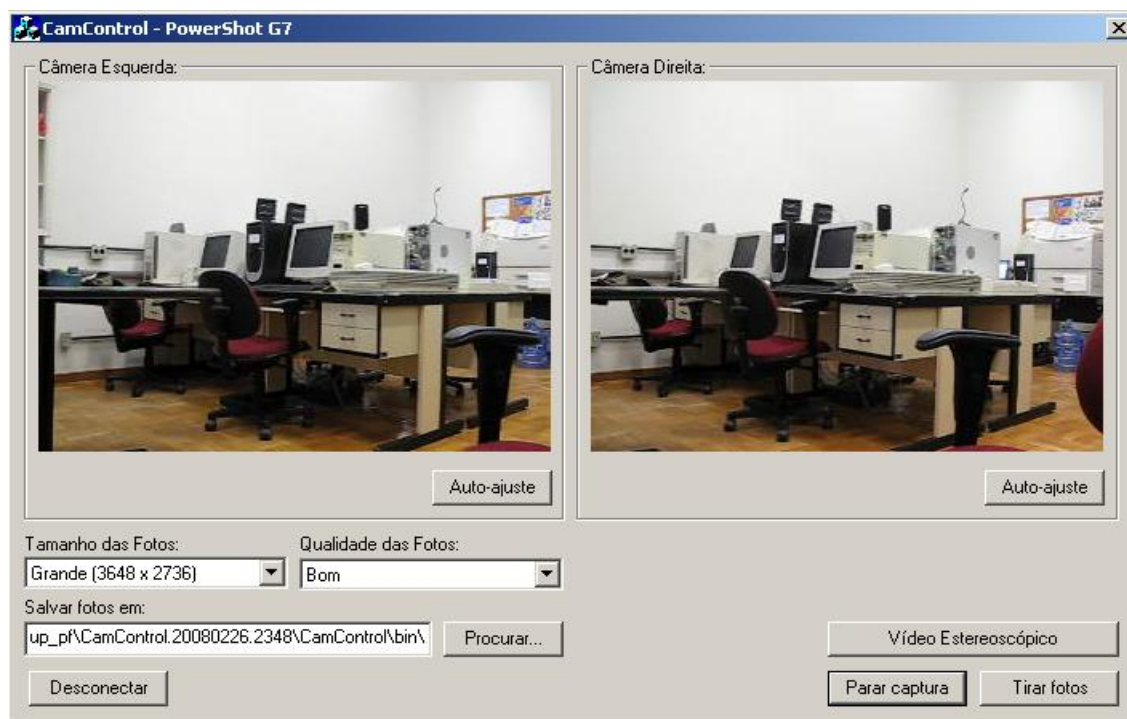 CamControl - PowerShot G7
Câmera Esquerda:
Câmera Direita:
Auto-ajuste
Auto-ajuste
Tamanho das Fotos:
Qualidade das Fotos:
Grande (3648 x 2736)
Bom
Salvar fotos em:
up_pf\CamControl.20080226.2348\CamControl\bin\
Procurar...
Vídeo Estereoscópico
Desconectar
Parar captura
Tirar fotos